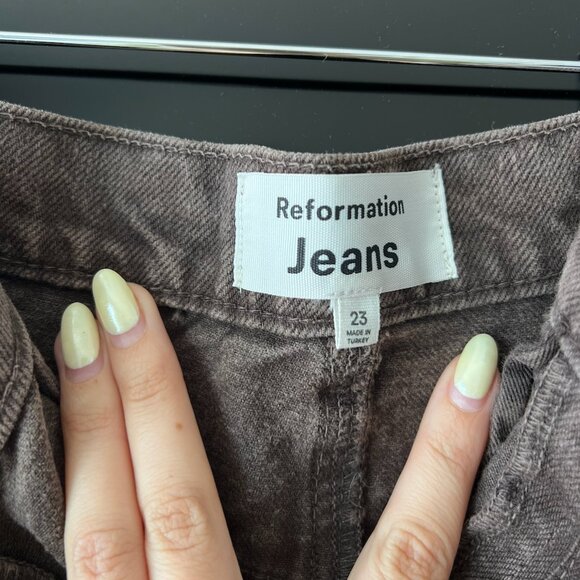 Reformation
Jeans
23
MADE IN
TURKEY